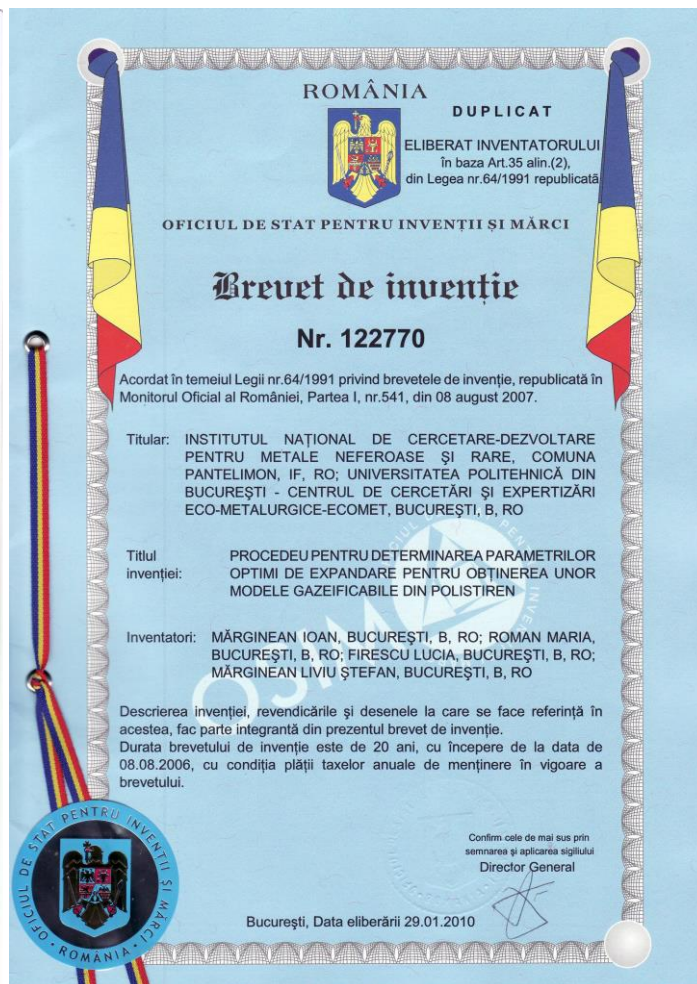 ROMÂNIA
DUPLICAT
ELIBERAT INVENTATORULUI
în baza Art.35 alin.(2),
din Legea nr.64/1991 republicată
OFICIUL DE STAT PENTRU INVENȚII ȘI MĂRCI
Brevet de invenție
Nr. 122770
Acordat în temeiul Legii nr.64/1991 privind brevetele de invenție, republicată în
Monitorul Oficial al României, Partea I, nr.541, din 08 august 2007.
Titular: INSTITUTUL NAȚIONAL DE CERCETARE-DEZVOLTARE
PENTRU METALE NEFEROASE ȘI RARE, COMUNA
PANTELIMON, IF, RO; UNIVERSITATEA POLITEHNICĂ DIN
BUCUREȘTI - CENTRUL DE CERCETĂRI ȘI EXPERTIZĂRI
ECO-METALURGICE-ECOMET, BUCUREȘTI, B, RO
Titlul PROCEDEU PENTRU DETERMINAREA PARAMETRILOR
invenției: OPTIMI DE EXPANDARE PENTRU OBȚINEREA UNOR
MODELE GAZEIFICABILE DIN POLISTIREN
Inventatori: MĂRGINEAN IOAN, BUCUREȘTI, B, RO; ROMAN MARIA,
BUCUREȘTI, B, RO; FIRESCU LUCIA, BUCUREȘTI, B, RO;
MĂRGINEAN LIVIU ȘTEFAN, BUCUREȘTI, B, RO
OSIM
Descrierea invenției, revendicările și desenele la care se face referință în
acestea, fac parte integrantă din prezentul brevet de invenție.
Durata brevetului de invenție este de 20 ani, cu începere de la data de
08.08.2006, cu condiția plății taxelor anuale de menținere în vigoare a
brevetului.
Confirm cele de mai sus prin
semnarea și aplicarea sigiliului
Director General
București, Data eliberării 29.01.2010
OFICIUL DE STAT PENTRU INVENȚII ȘI MĂRCI
• ROMÂNIA •